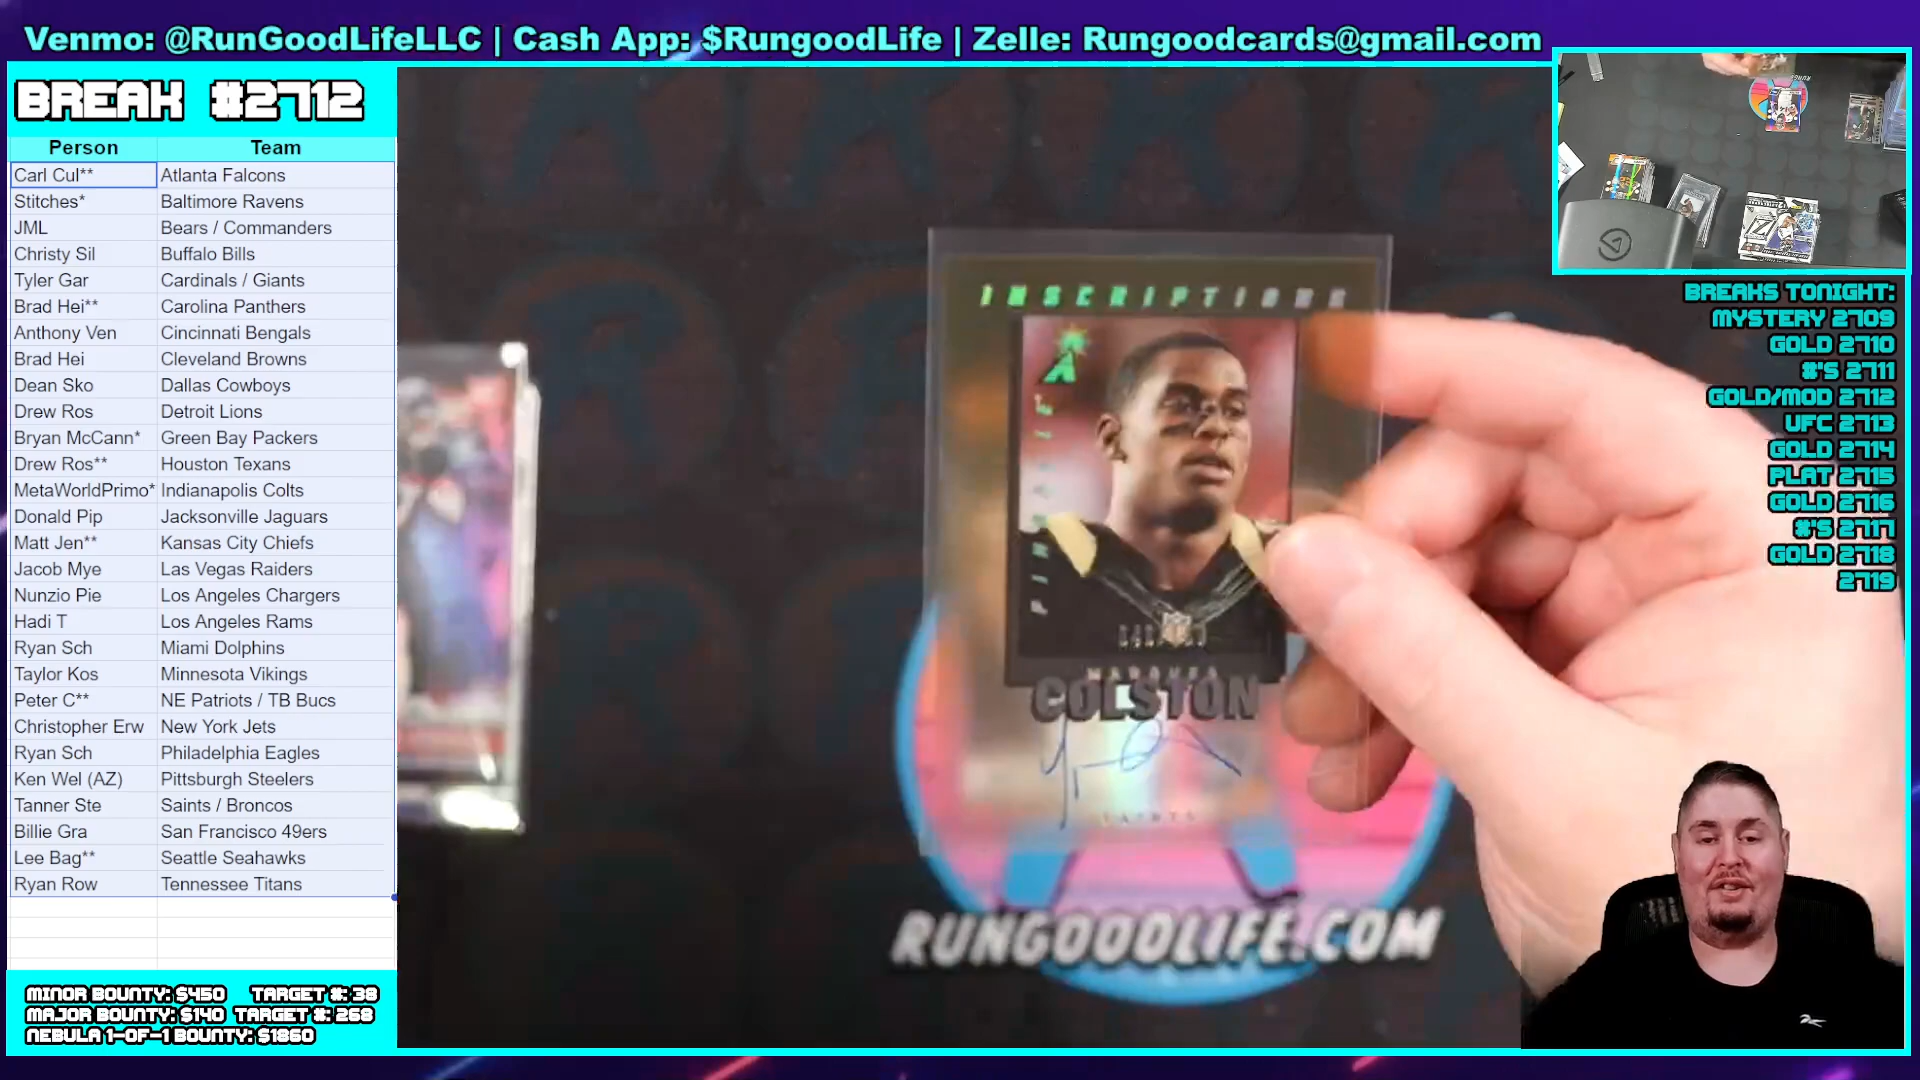 Venmo: @RunGoodLifeLLC | Cash App: $RungoodLife | Zelle: Rungoodcards@gmail.com
BREAK #2712
Person Team
Carl Cul** Atlanta Falcons
Stitches* Baltimore Ravens
JML Bears / Commanders
Christy Sil Buffalo Bills
Tyler Gar Cardinals / Giants
Brad Hei** Carolina Panthers
Anthony Ven Cincinnati Bengals
Brad Hei Cleveland Browns
Dean Sko Dallas Cowboys
Drew Ros Detroit Lions
Bryan McCann* Green Bay Packers
Drew Ros** Houston Texans
MetaWorldPrimo* Indianapolis Colts
Donald Pip Jacksonville Jaguars
Matt Jen** Kansas City Chiefs
Jacob Mye Las Vegas Raiders
Nunzio Pie Los Angeles Chargers
Hadi T Los Angeles Rams
Ryan Sch Miami Dolphins
Taylor Kos Minnesota Vikings
Peter C** NE Patriots / TB Bucs
Christopher Erw New York Jets
Ryan Sch Philadelphia Eagles
Ken Wel (AZ) Pittsburgh Steelers
Tanner Ste Saints / Broncos
Billie Gra San Francisco 49ers
Lee Bag** Seattle Seahawks
Ryan Row Tennessee Titans
MINOR BOUNTY: $450 TARGET #: 38
MAJOR BOUNTY: $140 TARGET #: 268
NEBULA 1-OF-1 BOUNTY: $1860
INSCRIPTIONS
MARQUES
COLSTON
SAINTS
RUNGOODLIFE.COM
BREAKS TONIGHT:
MYSTERY 2709
GOLD 2710
#'S 2711
GOLD/MOD 2712
UFC 2713
GOLD 2714
PLAT 2715
GOLD 2716
#'S 2717
GOLD 2718
2719